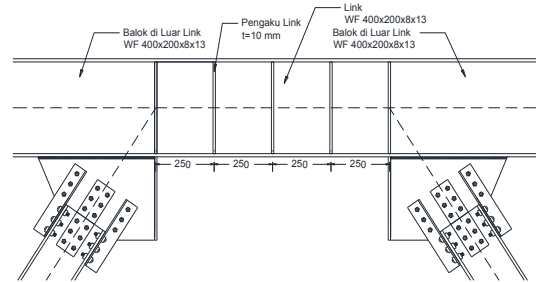 Balok di Luar Link
WF 400x200x8x13
Pengaku Link
t=10 mm
Link
WF 400x200x8x13
Balok di Luar Link
WF 400x200x8x13
250 250 250 250